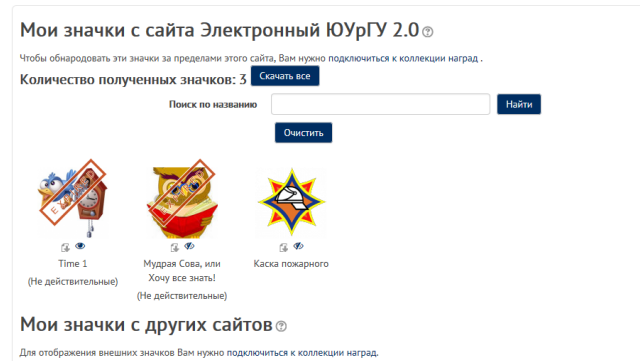 Мои значки с сайта Электронный ЮУрГУ 2.0
Чтобы обнародовать эти значки за пределами этого сайта, Вам нужно подключиться к коллекции наград .
Количество полученных значков: 3 Скачать все
Поиск по названию Найти
Очистить
EXPIRED EXPIRED
Time 1 Мудрая Сова, или Каска пожарного
(Не действительные) Хочу все знать!
(Не действительные)
Мои значки с других сайтов
Для отображения внешних значков Вам нужно подключиться к коллекции наград.